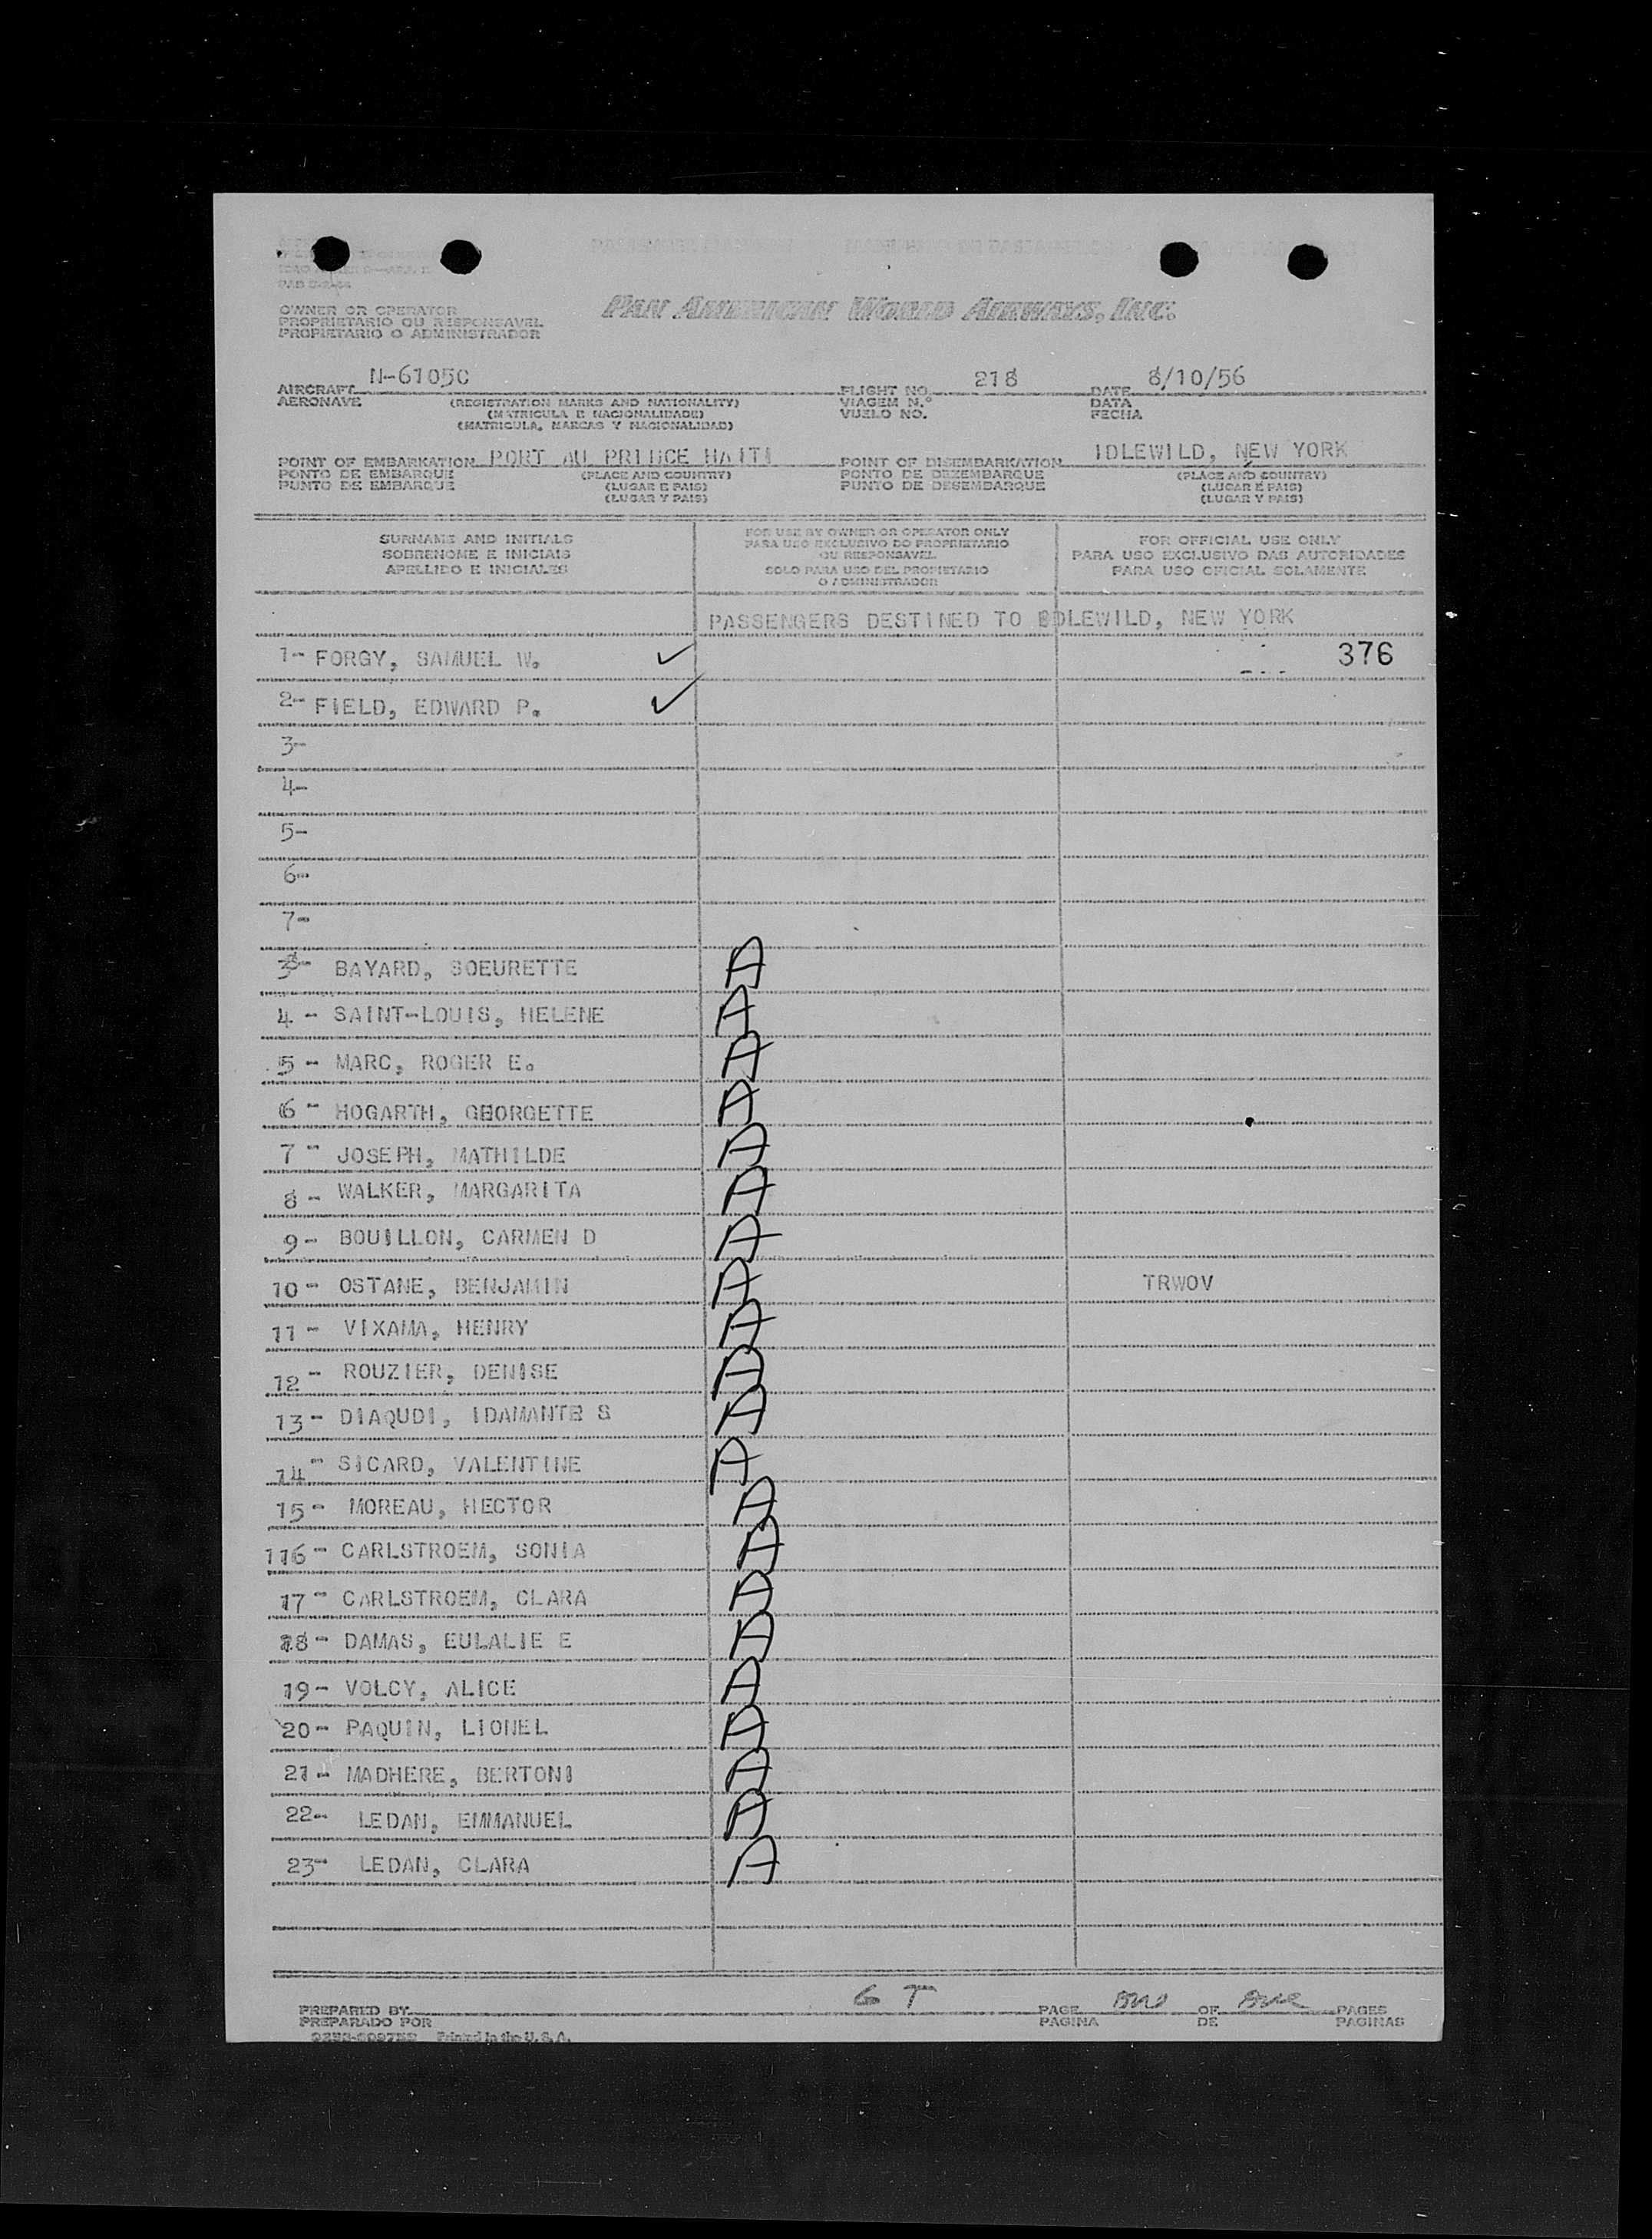 OWNER OR OPERATOR
PROPRIETARIO OU RESPONSAVEL
PROPIETARIO O ADMINISTRADOR
PAN AMERICAN WORLD AIRWAYS, INC.
AIRCRAFT N-6105C FLIGHT NO. 218 DATE 8/10/56
AERONAVE (REGISTRATION MARKS AND NATIONALITY) VIAGEM N.º DATA
(MATRICULA E NACIONALIDADE) VUELO NO. FECHA
(MATRICULA, MARCAS Y NACIONALIDAD)
POINT OF EMBARKATION PORT AU PRINCE HAITI POINT OF DISEMBARKATION IDLEWILD, NEW YORK
PONTO DE EMBARQUE (PLACE AND COUNTRY) PONTO DE DEZEMBARQUE (PLACE AND COUNTRY)
PUNTO DE EMBARQUE (LUGAR E PAIS) PUNTO DE DESEMBARQUE (LUGAR E PAIS)
(LUGAR Y PAIS) (LUGAR Y PAIS)
SURNAME AND INITIALS FOR USE BY OWNER OR OPERATOR ONLY FOR OFFICIAL USE ONLY
SOBRENOME E INICIAIS PARA USO EXCLUSIVO DO PROPRIETARIO OU RESPONSAVEL PARA USO EXCLUSIVO DAS AUTORIDADES
APELLIDO E INICIALES SOLO PARA USO DEL PROPIETARIO O ADMINISTRADOR PARA USO OFICIAL SOLAMENTE
PASSENGERS DESTINED TO IDLEWILD, NEW YORK
1- FORGY, SAMUEL W. ✓ 376
2- FIELD, EDWARD P. ✓
3-
4-
5-
6-
7-
3- BAYARD, SOEURETTE A
4 - SAINT-LOUIS, HELENE A
5 - MARC, ROGER E. A
6 - HOGARTH, GEORGETTE A
7 - JOSEPH, MATHILDE A
8 - WALKER, MARGARITA A
9- BOUILLON, CARMEN D A
10- OSTANE, BENJAMIN A TRWOV
11- VIXAMA, HENRY A
12- ROUZIER, DENISE A
13- DIAQUDI, IDAMANTE S A
14- SICARD, VALENTINE A
15- MOREAU, HECTOR A
116- CARLSTROEM, SONIA A
17- CARLSTROEM, CLARA A
18- DAMAS, EULALIE E A
19- VOLCY, ALICE A
20- PAQUIN, LIONEL A
21- MADHERE, BERTONI A
22- LEDAN, EMMANUEL A
23- LEDAN, CLARA A
PREPARED BY G T PAGE OF PAGES
PREPARADO POR PAGINA DE PAGINAS
Printed in the U. S. A.